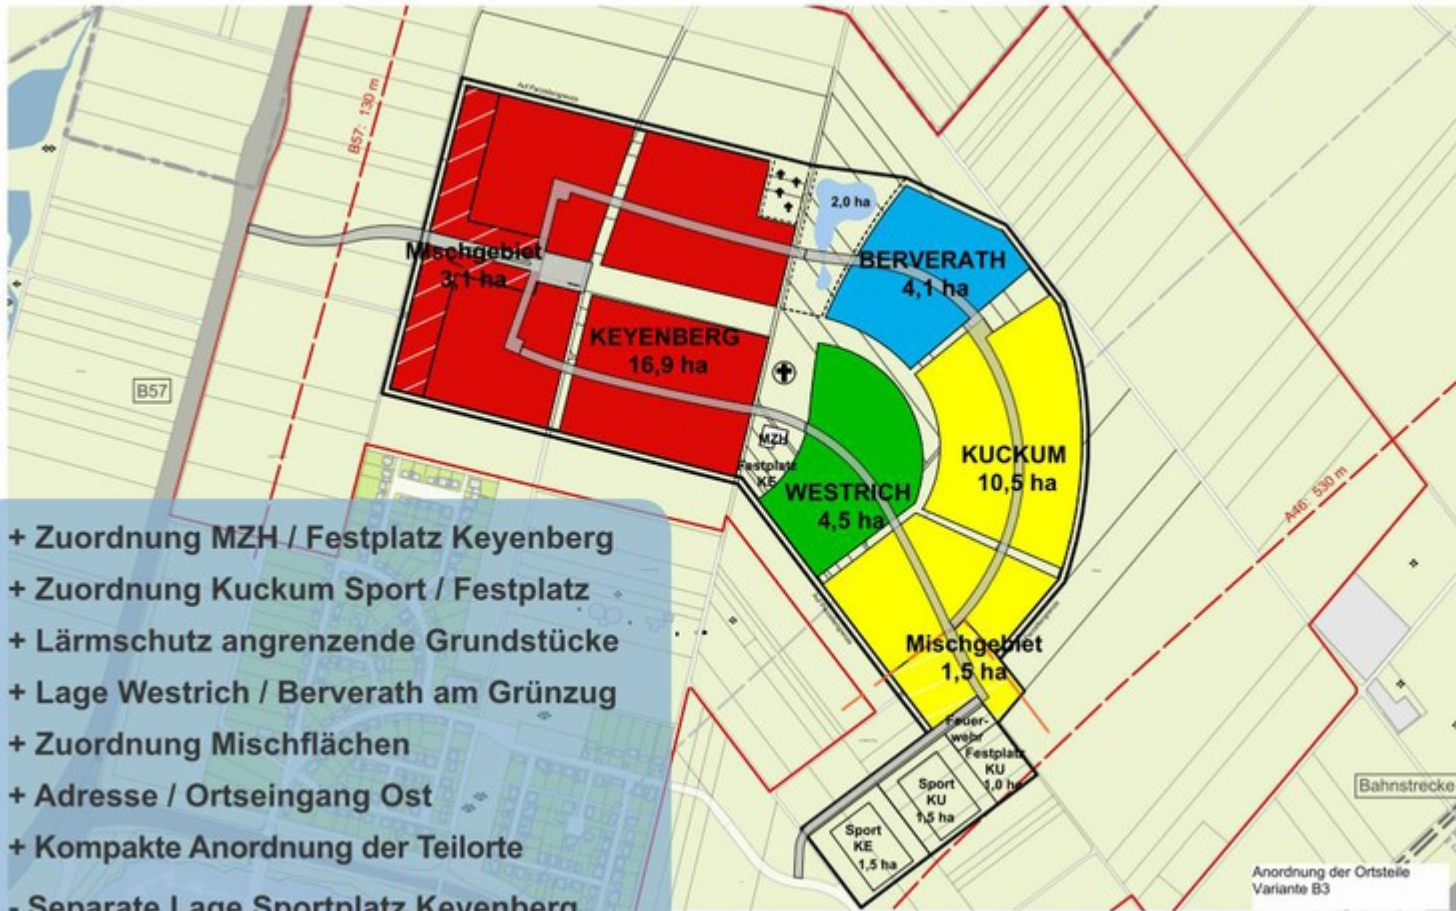 Auf Parzellengrenze
B57: 130 m
2,0 ha
Mischgebiet
3,1 ha
BERVERATH
4,1 ha
KEYENBERG
16,9 ha
B57
MZH
Festplatz
KE
WESTRICH
4,5 ha
KUCKUM
10,5 ha
A46: 530 m
Mischgebiet
1,5 ha
Feuer-
wehr
Festplatz
KU
1,0 ha
Sport
KU
1,5 ha
Sport
KE
1,5 ha
Bahnstrecke
+ Zuordnung MZH / Festplatz Keyenberg
+ Zuordnung Kuckum Sport / Festplatz
+ Lärmschutz angrenzende Grundstücke
+ Lage Westrich / Berverath am Grünzug
+ Zuordnung Mischflächen
+ Adresse / Ortseingang Ost
+ Kompakte Anordnung der Teilorte
- Separate Lage Sportplatz Keyenberg
Anordnung der Ortsteile
Variante B3